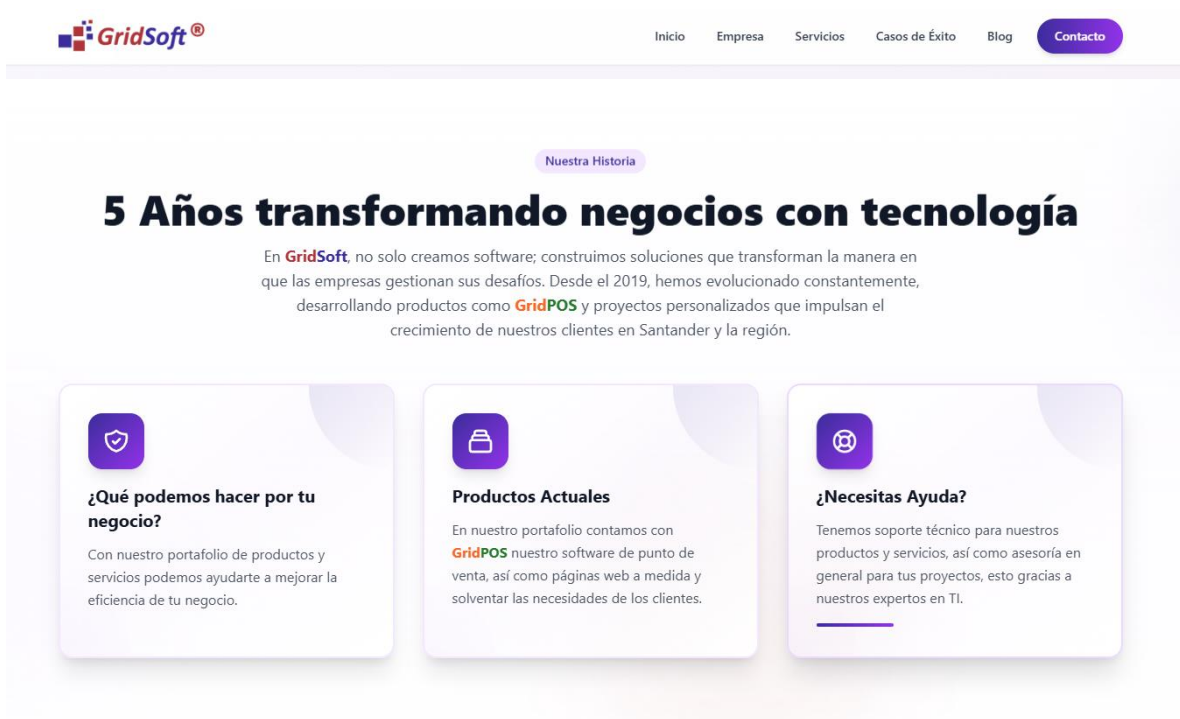 GridSoft ®
Inicio Empresa Servicios Casos de Éxito Blog Contacto
Nuestra Historia
5 Años transformando negocios con tecnología
En GridSoft, no solo creamos software; construimos soluciones que transforman la manera en
que las empresas gestionan sus desafíos. Desde el 2019, hemos evolucionado constantemente,
desarrollando productos como GridPOS y proyectos personalizados que impulsan el
crecimiento de nuestros clientes en Santander y la región.
¿Qué podemos hacer por tu
negocio?
Con nuestro portafolio de productos y
servicios podemos ayudarte a mejorar la
eficiencia de tu negocio.
Productos Actuales
En nuestro portafolio contamos con
GridPOS nuestro software de punto de
venta, así como páginas web a medida y
solventar las necesidades de los clientes.
¿Necesitas Ayuda?
Tenemos soporte técnico para nuestros
productos y servicios, así como asesoría en
general para tus proyectos, esto gracias a
nuestros expertos en TI.